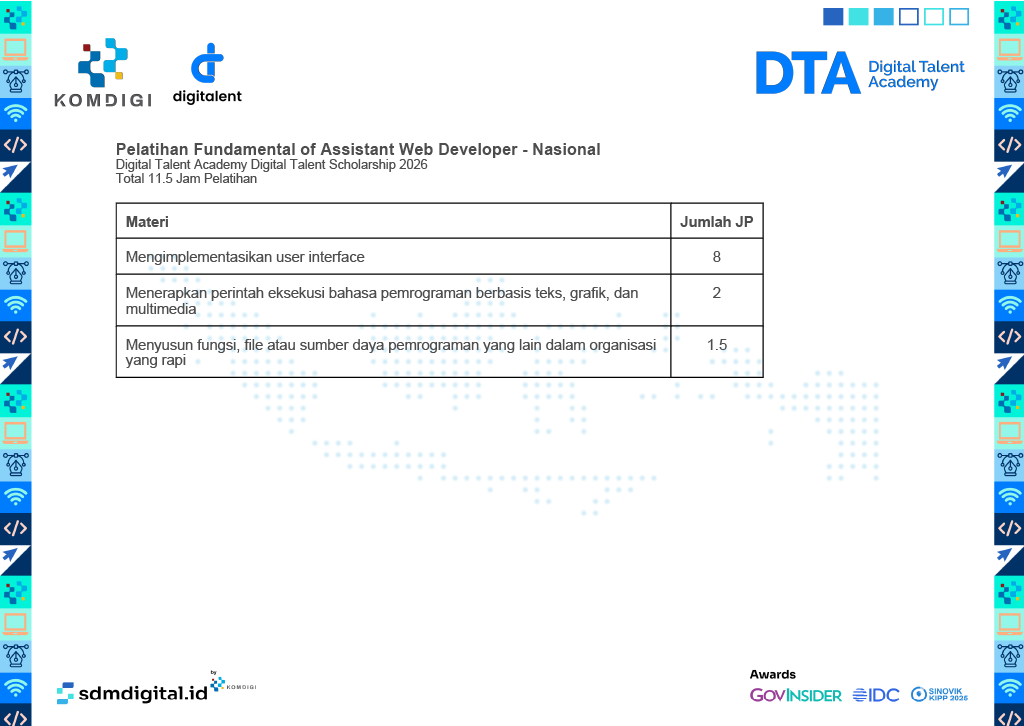 KOMDIGI
digitalent
DTA
Digital Talent
Academy
Pelatihan Fundamental of Assistant Web Developer - Nasional
Digital Talent Academy Digital Talent Scholarship 2026
Total 11.5 Jam Pelatihan
Materi Jumlah JP
Mengimplementasikan user interface 8
Menerapkan perintah eksekusi bahasa pemrograman berbasis teks, grafik, dan 2
multimedia
Menyusun fungsi, file atau sumber daya pemrograman yang lain dalam organisasi 1.5
yang rapi
sdmdigital.id
by
KOMDIGI
Awards
GOVINSIDER
IDC
SINOVIK
KIPP 2025